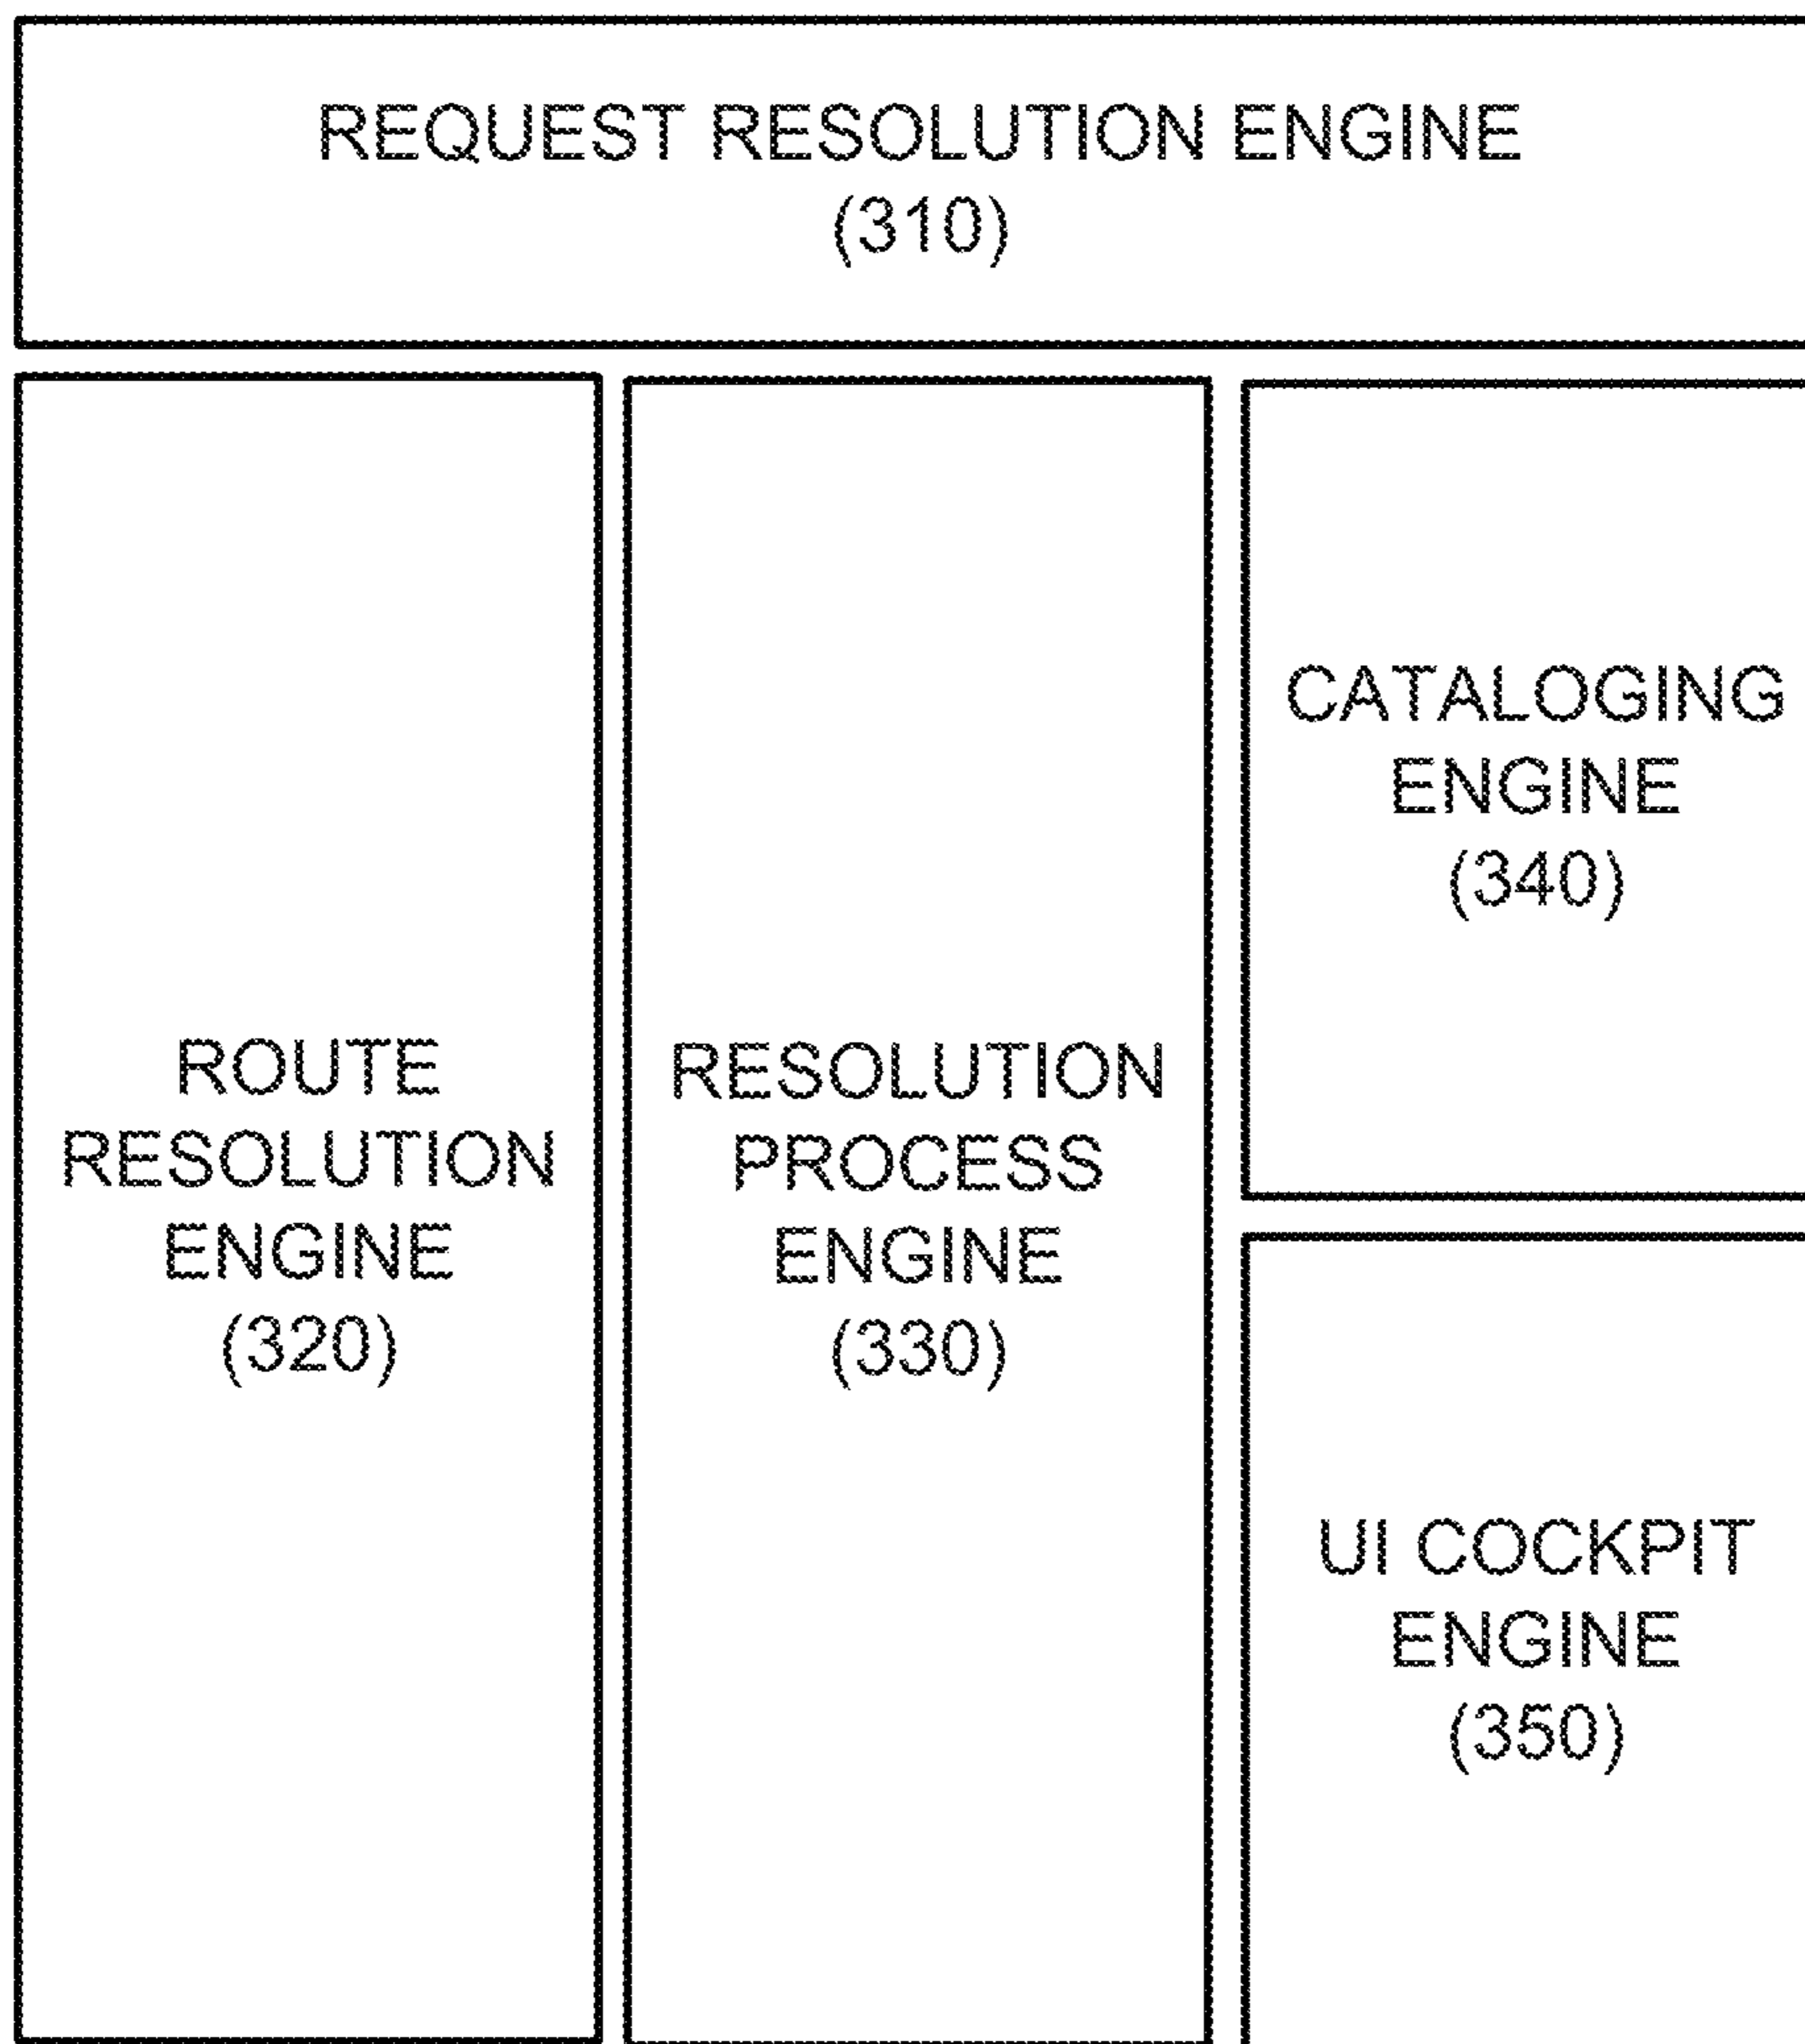 REQUEST RESOLUTION ENGINE
(310)
ROUTE
RESOLUTION
ENGINE
(320)
RESOLUTION
PROCESS
ENGINE
(330)
CATALOGING
ENGINE
(340)
UI COCKPIT
ENGINE
(350)